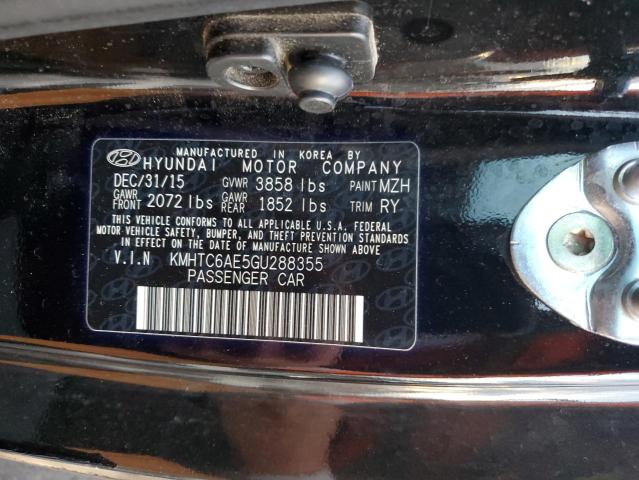 MANUFACTURED IN KOREA BY
HYUNDAI MOTOR COMPANY
DEC/31/15 GVWR 3858 lbs PAINT MZH
GAWR FRONT 2072 lbs GAWR REAR 1852 lbs TRIM RY
THIS VEHICLE CONFORMS TO ALL APPLICABLE U.S.A. FEDERAL
MOTOR VEHICLE SAFETY, BUMPER, AND THEFT PREVENTION
STANDARDS IN EFFECT ON THE DATE OF MANUFACTURE SHOWN ABOVE
V.I.N KMHTC6AE5GU288355
PASSENGER CAR